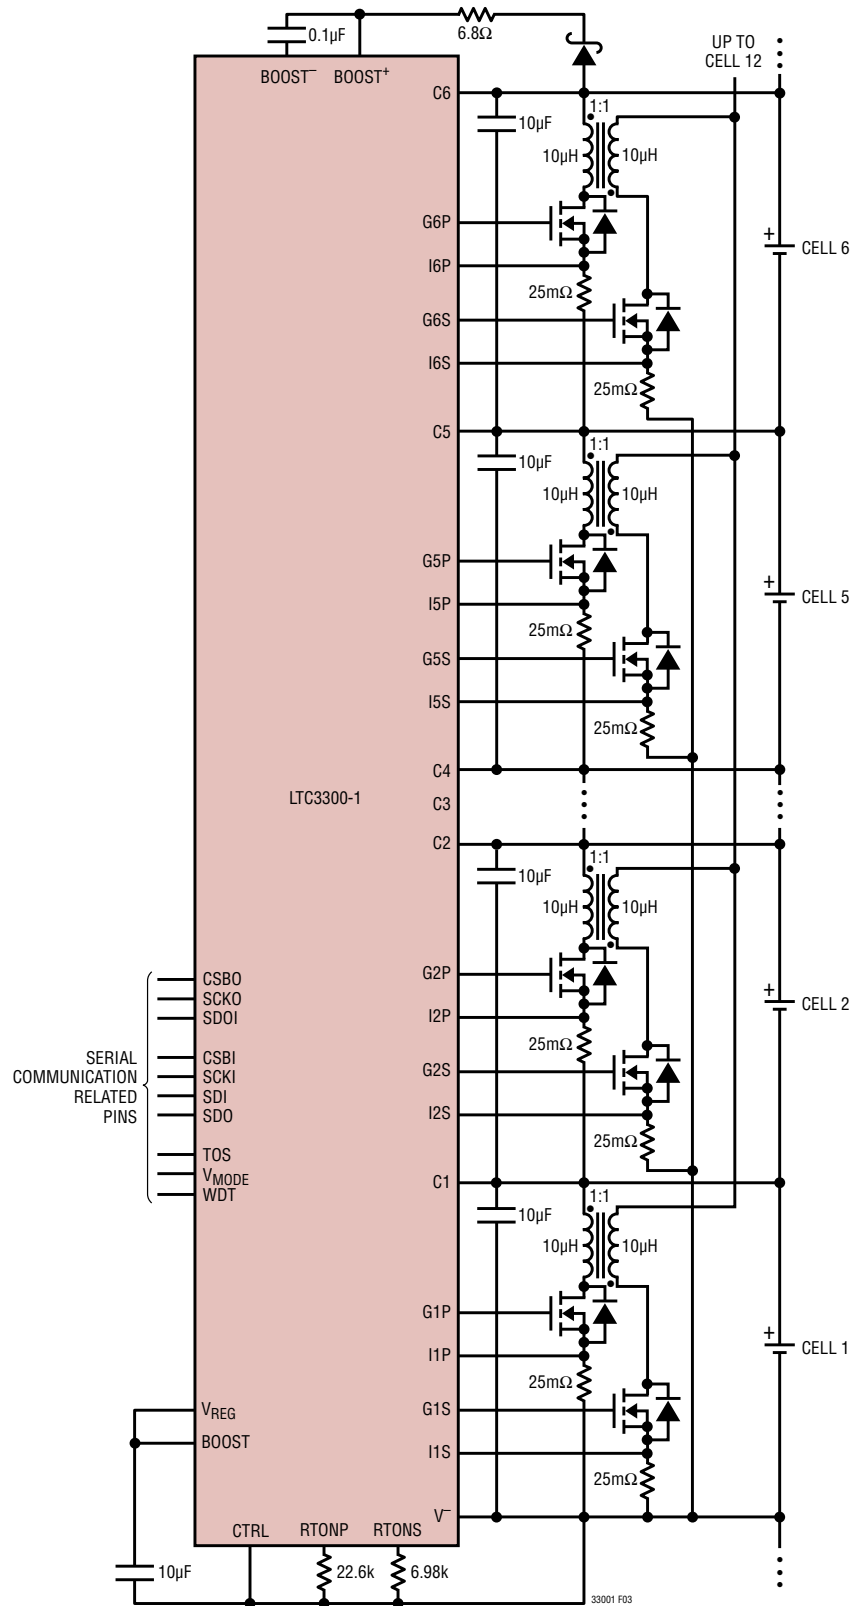 0.1µF
6.8Ω
UP TO
CELL 12
BOOST⁻
BOOST⁺
C6
1:1
10µF
10µH
10µH
G6P
CELL 6
+
I6P
25mΩ
G6S
I6S
25mΩ
C5
1:1
10µF
10µH
10µH
G5P
+
CELL 5
I5P
25mΩ
G5S
I5S
25mΩ
C4
LTC3300-1
C3
C2
1:1
10µF
10µH
10µH
G2P
+
CELL 2
I2P
25mΩ
G2S
I2S
25mΩ
C1
CSBO
SCKO
SDOI
SERIAL
COMMUNICATION
RELATED
PINS
CSBI
SCKI
SDI
SDO
TOS
VMODE
WDT
1:1
10µF
10µH
10µH
G1P
+
CELL 1
I1P
25mΩ
G1S
I1S
25mΩ
VREG
BOOST
V⁻
CTRL
RTONP
RTONS
10µF
22.6k
6.98k
33001 F03